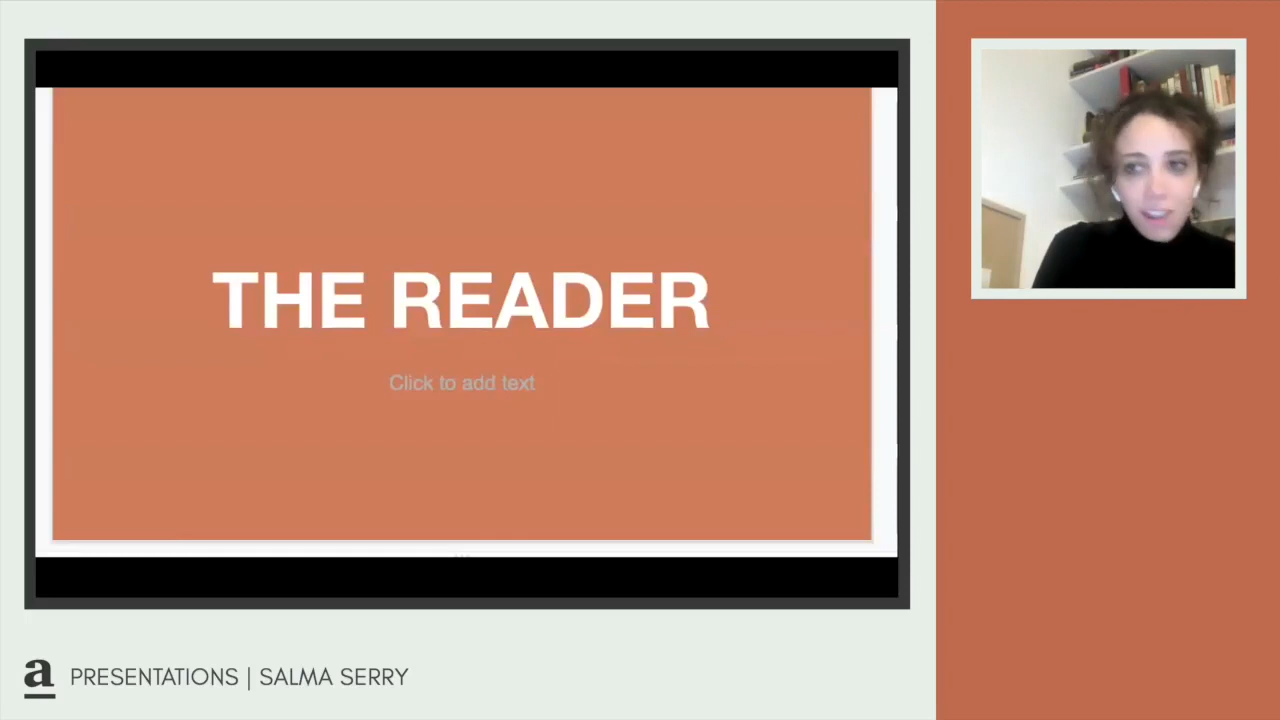 THE READER
Click to add text
a PRESENTATIONS | SALMA SERRY